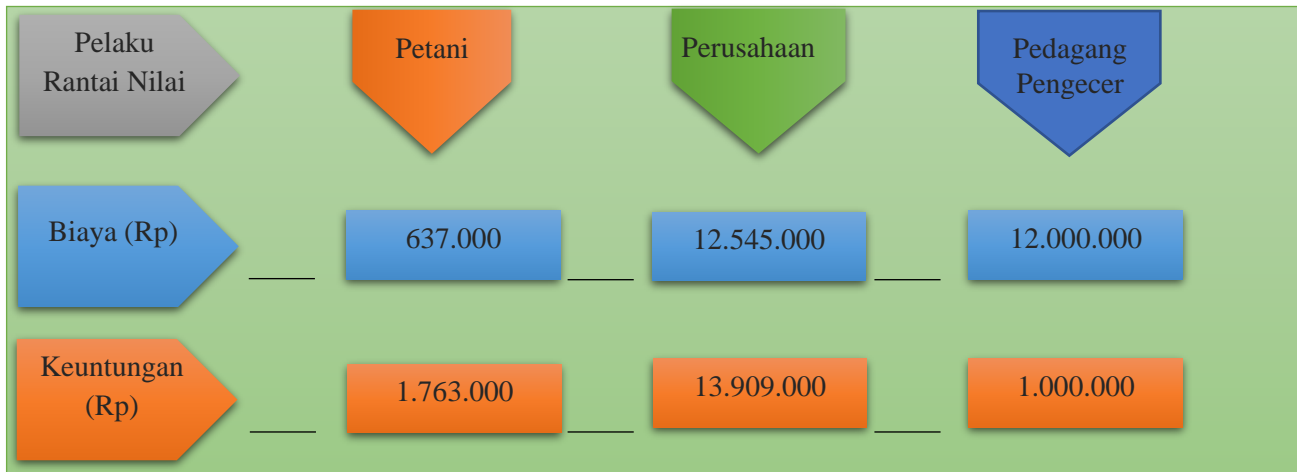 Pelaku
Rantai Nilai
Petani
Perusahaan
Pedagang
Pengecer
Biaya (Rp)
637.000
12.545.000
12.000.000
Keuntungan
(Rp)
1.763.000
13.909.000
1.000.000